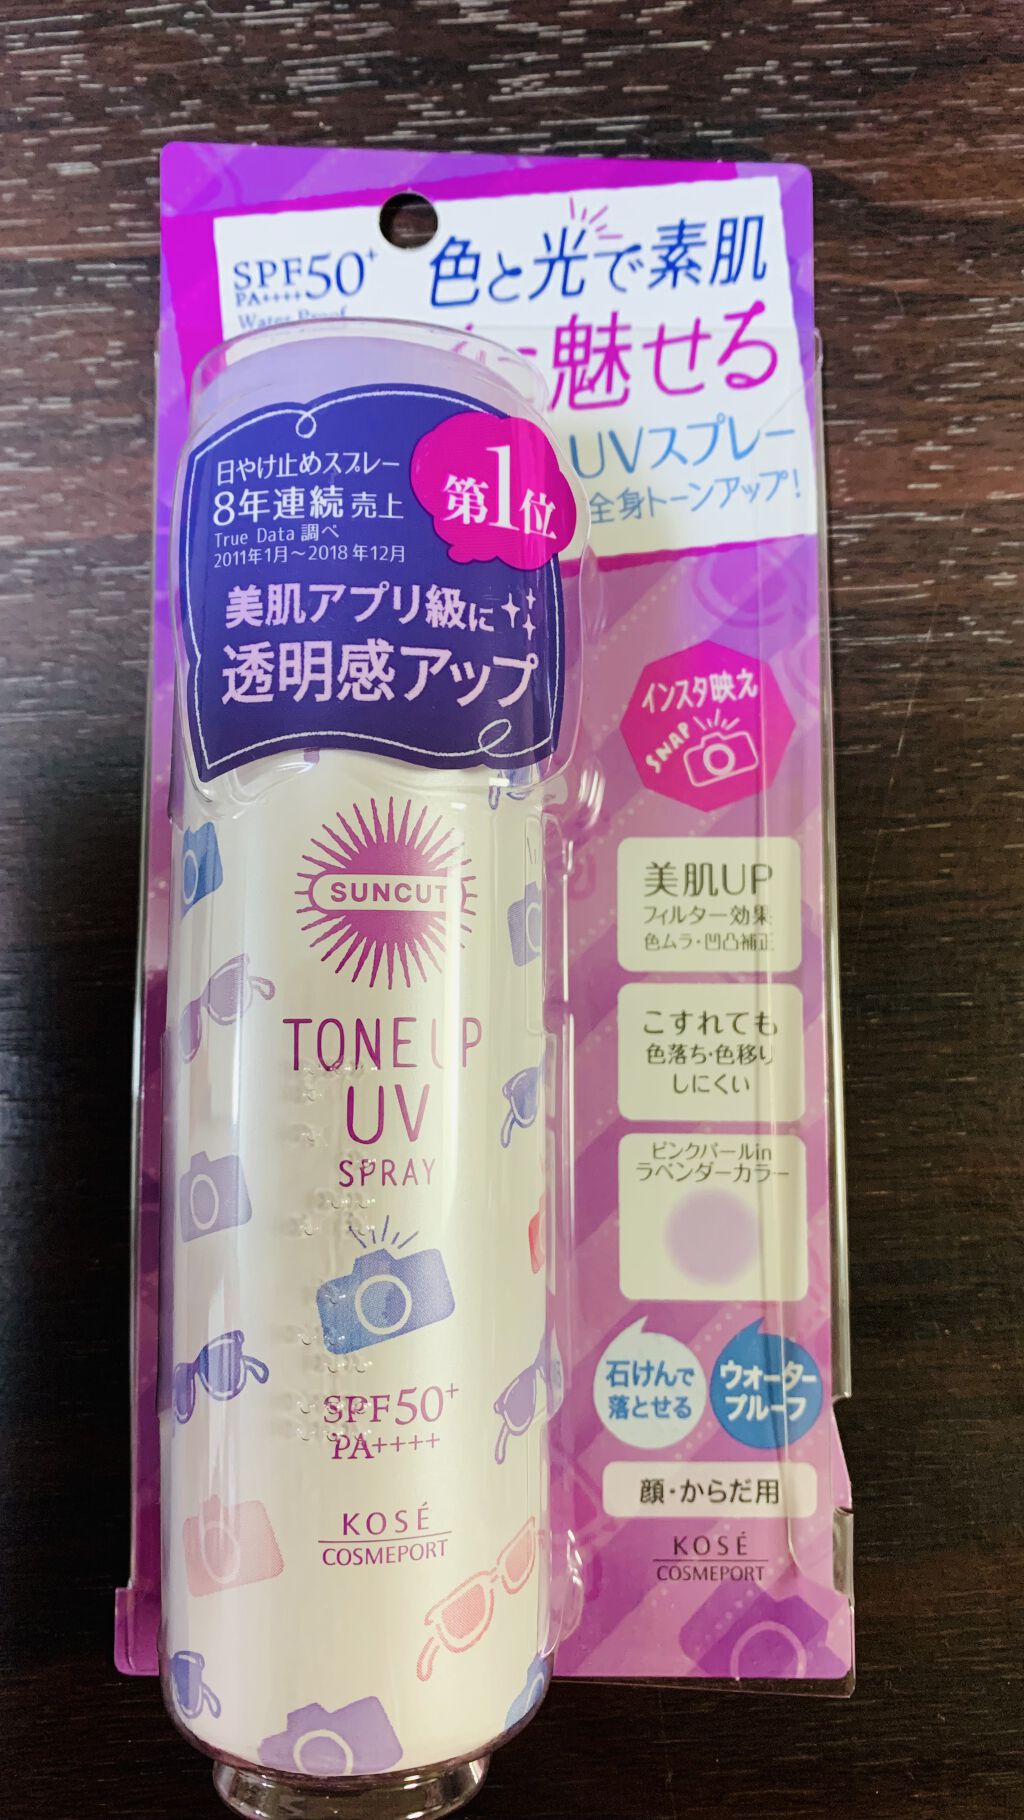 SPF50+
PA++++
Water Proof
色と光で素肌
に魅せる
UVスプレー
全身トーンアップ!
日やけ止めスプレー
8年連続 売上
第1位
True Data 調べ
2011年1月～2018年12月
美肌アプリ級に
透明感アップ
インスタ映え
SNAP
美肌UP
フィルター効果
色ムラ・凹凸補正
こすれても
色落ち・色移り
しにくい
ピンクパールin
ラベンダーカラー
石けんで
落とせる
ウォーター
プルーフ
顔・からだ用
KOSÉ
COSMEPORT
SUNCUT
TONE UP
UV
SPRAY
SPF50+
PA++++
KOSÉ
COSMEPORT